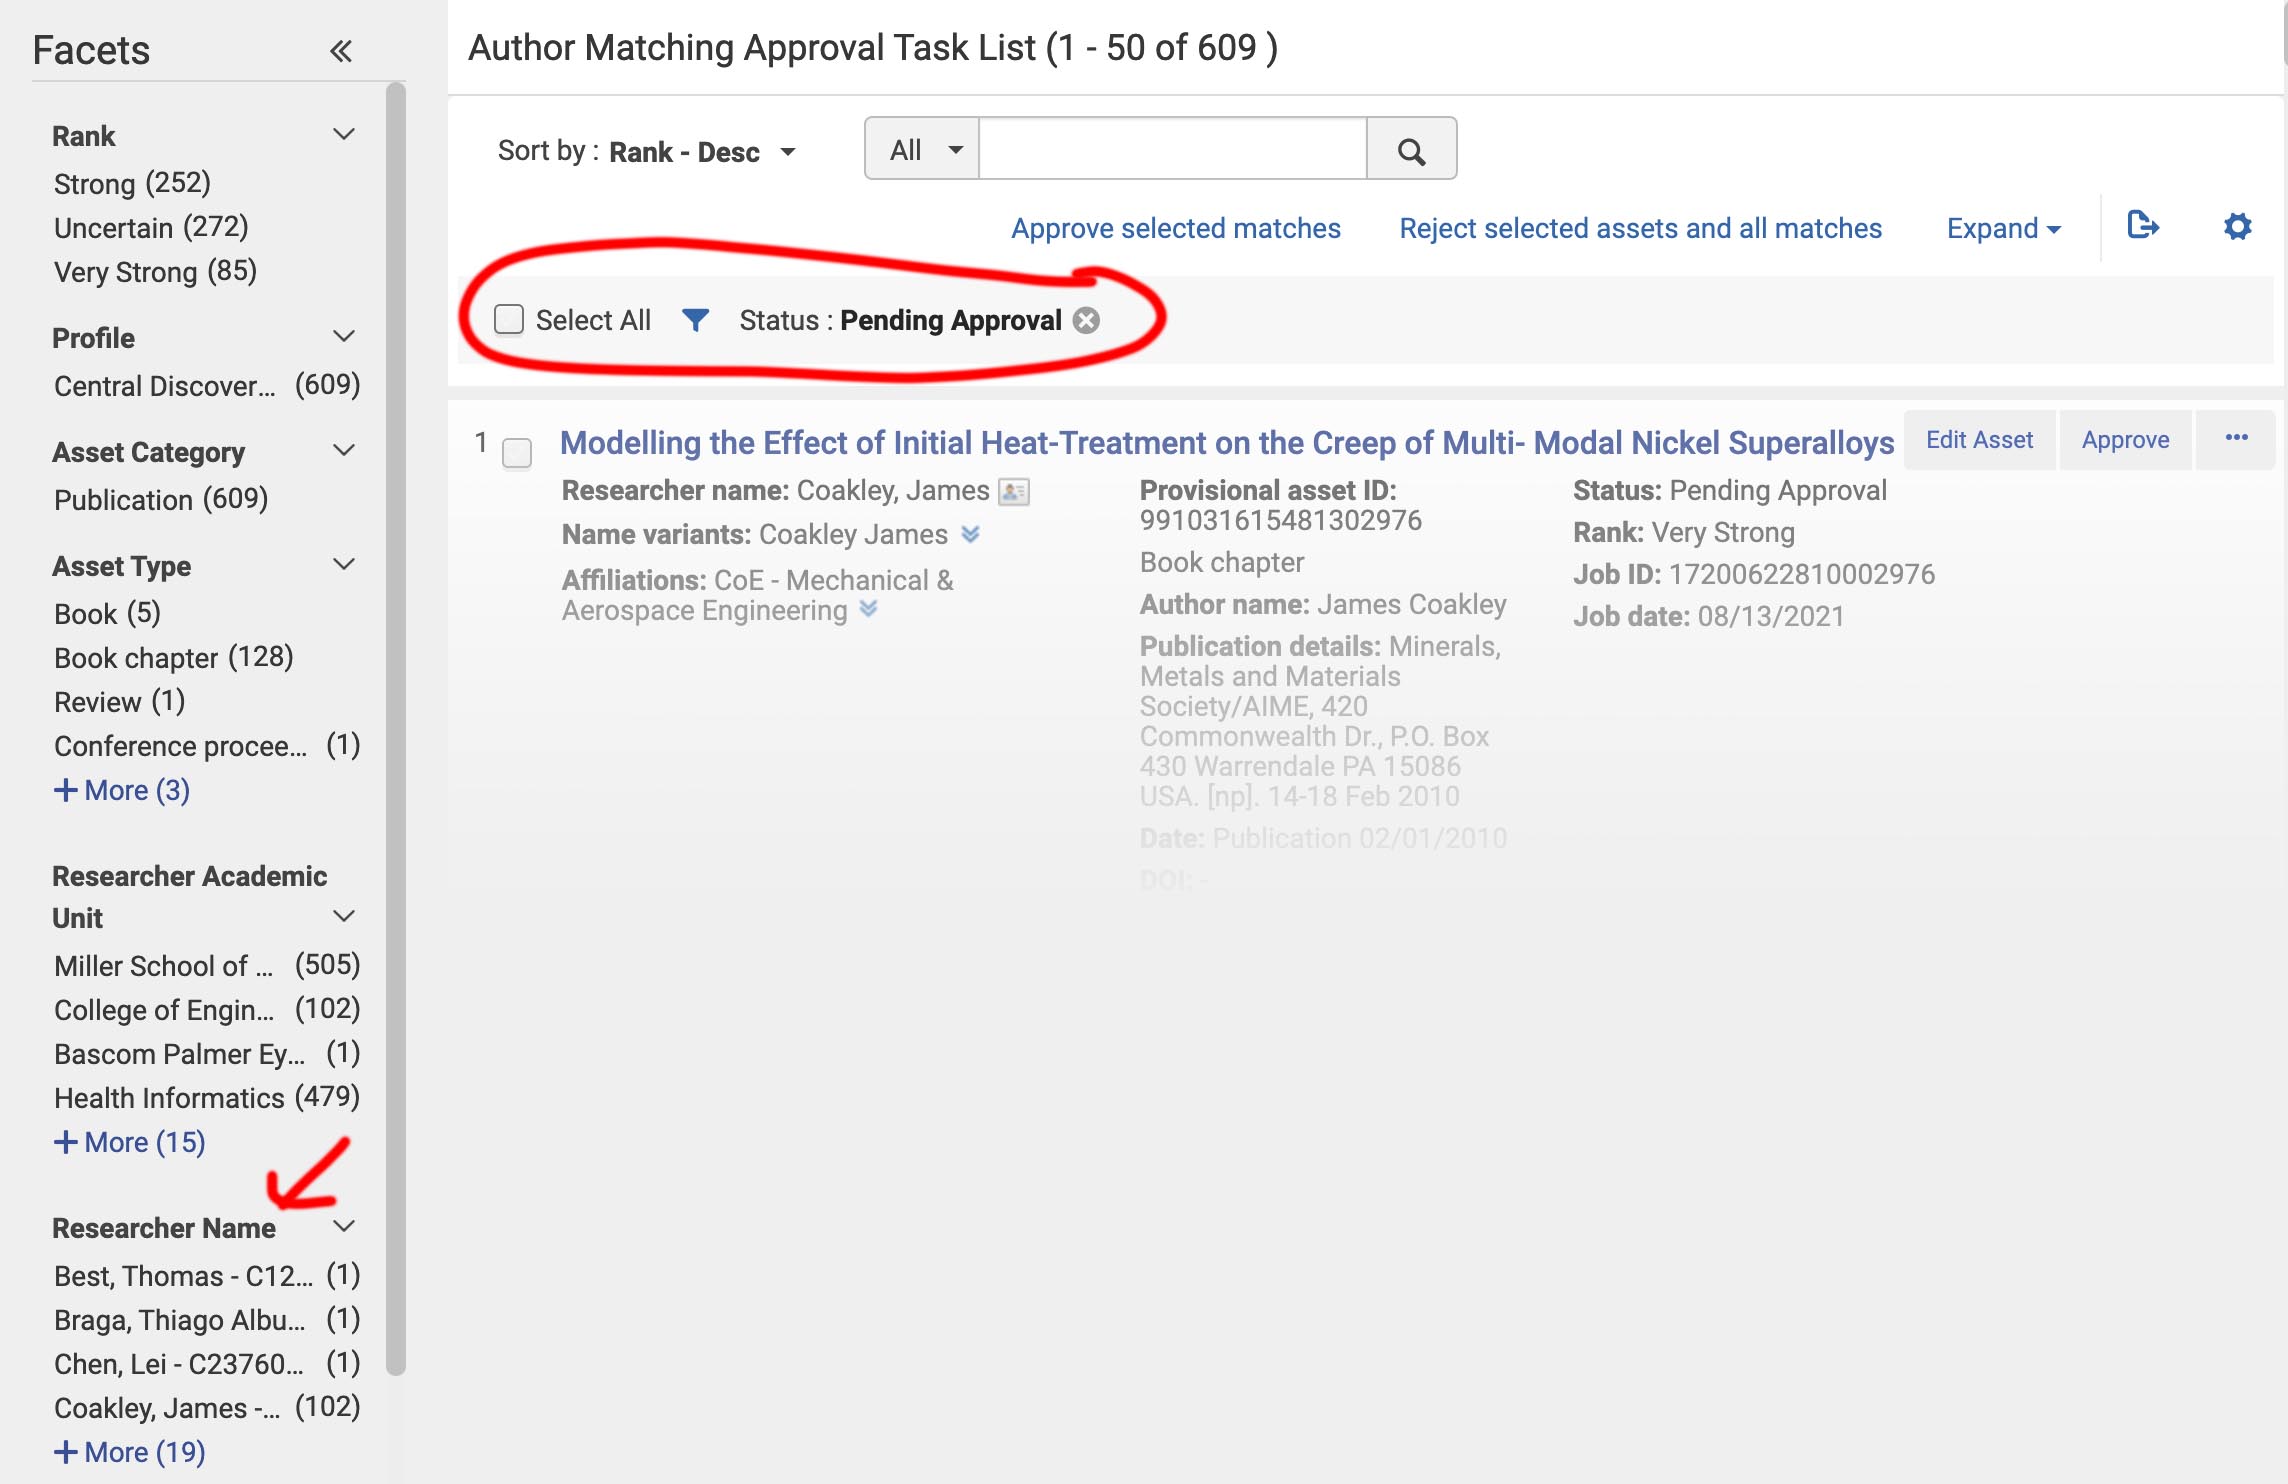 Facets
Rank
Strong (252)
Uncertain (272)
Very Strong (85)
Profile
Central Discover... (609)
Asset Category
Publication (609)
Asset Type
Book (5)
Book chapter (128)
Review (1)
Conference procee... (1)
+ More (3)
Researcher Academic
Unit
Miller School of ... (505)
College of Engin... (102)
Bascom Palmer Ey... (1)
Health Informatics (479)
+ More (15)
Researcher Name
Best, Thomas - C12... (1)
Braga, Thiago Albu... (1)
Chen, Lei - C23760... (1)
Coakley, James -... (102)
+ More (19)
Author Matching Approval Task List (1 - 50 of 609 )
Sort by : Rank - Desc All
Approve selected matches Reject selected assets and all matches Expand
Select All Status : Pending Approval
1 Modelling the Effect of Initial Heat-Treatment on the Creep of Multi- Modal Nickel Superalloys Edit Asset Approve ...
Researcher name: Coakley, James
Name variants: Coakley James
Affiliations: CoE - Mechanical &
Aerospace Engineering
Provisional asset ID:
991031615481302976
Book chapter
Author name: James Coakley
Publication details: Minerals,
Metals and Materials
Society/AIME, 420
Commonwealth Dr., P.O. Box
430 Warrendale PA 15086
USA. [np]. 14-18 Feb 2010
Date: Publication 02/01/2010
DOI: -
Status: Pending Approval
Rank: Very Strong
Job ID: 17200622810002976
Job date: 08/13/2021